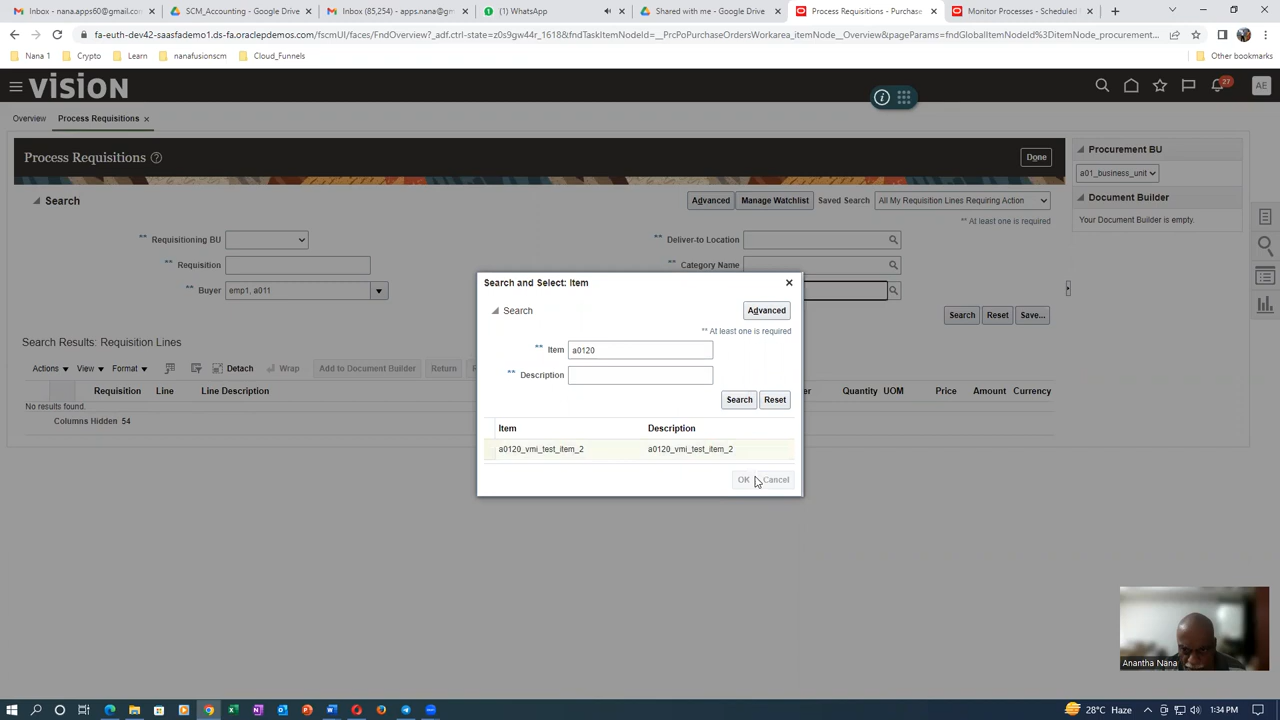 Inbox - nana.apps60@gmail.com
SCM_Accounting - Google Drive
Inbox (85,254) - apps.nana@gm
(1) WhatsApp
Shared with me - Google Drive
Process Requisitions - Purchase
Monitor Processes - Scheduled
fa-euth-dev42-saasfademo1.ds-fa.oraclepdemos.com/fscmUI/faces/FndOverview?_adf.ctrl-state=z0s9gw44r_1618&fndTaskItemNodeId=__PrcPoPurchaseOrdersWorkarea_itemNode__Overview&pageParams=fndGlobalItemNodeId%3DitemNode_procurement...
Nana 1
Crypto
Learn
nanafusionscm
Cloud_Funnels
Other bookmarks
VISION
27
AE
Overview
Process Requisitions
Process Requisitions
Done
Procurement BU
a01_business_unit
Search
Advanced
Manage Watchlist
Saved Search
All My Requisition Lines Requiring Action
Document Builder
** At least one is required
Your Document Builder is empty.
** Requisitioning BU
** Deliver-to Location
** Requisition
** Category Name
** Buyer
emp1, a011
Search and Select: Item
Search
Advanced
** At least one is required
** Item
a0120
** Description
Search
Reset
Item
Description
a0120_vmi_test_item_2
a0120_vmi_test_item_2
OK
Cancel
Search
Reset
Save...
Search Results: Requisition Lines
Actions
View
Format
Detach
Wrap
Add to Document Builder
Return
Requisition
Line
Line Description
Quantity
UOM
Price
Amount
Currency
No results found.
Columns Hidden 54
Anantha Nana
28°C Haze
1:34 PM